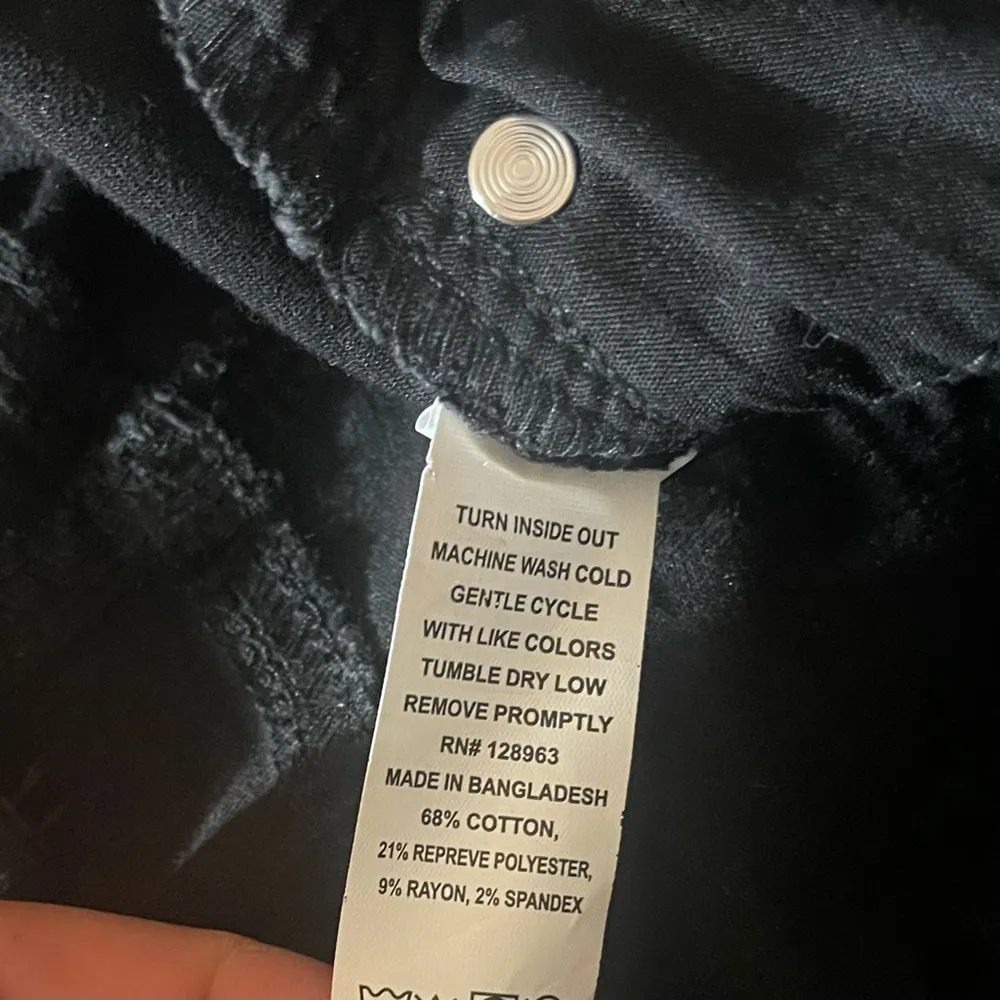 TURN INSIDE OUT
MACHINE WASH COLD
GENTLE CYCLE
WITH LIKE COLORS
TUMBLE DRY LOW
REMOVE PROMPTLY
RN# 128963
MADE IN BANGLADESH
68% COTTON,
21% REPREVE POLYESTER,
9% RAYON, 2% SPANDEX